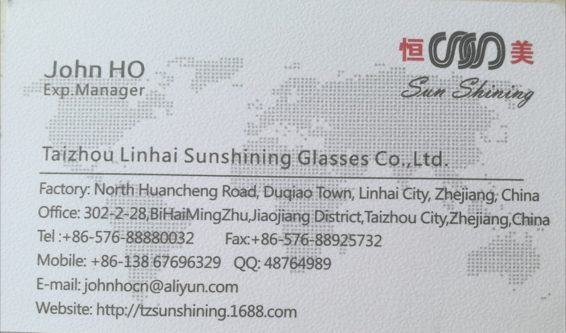 恒 美
Sun Shining
John HO
Exp.Manager
Taizhou Linhai Sunshining Glasses Co.,Ltd.
Factory: North Huancheng Road, Duqiao Town, Linhai City, Zhejiang, China
Office: 302-2-28,BiHaiMingZhu,Jiaojiang District,Taizhou City,Zhejiang,China
Tel :+86-576-88880032 Fax:+86-576-88925732
Mobile: +86-138 67696329 QQ: 48764989
E-mail: johnhocn@aliyun.com
Website: http://tzsunshining.1688.com